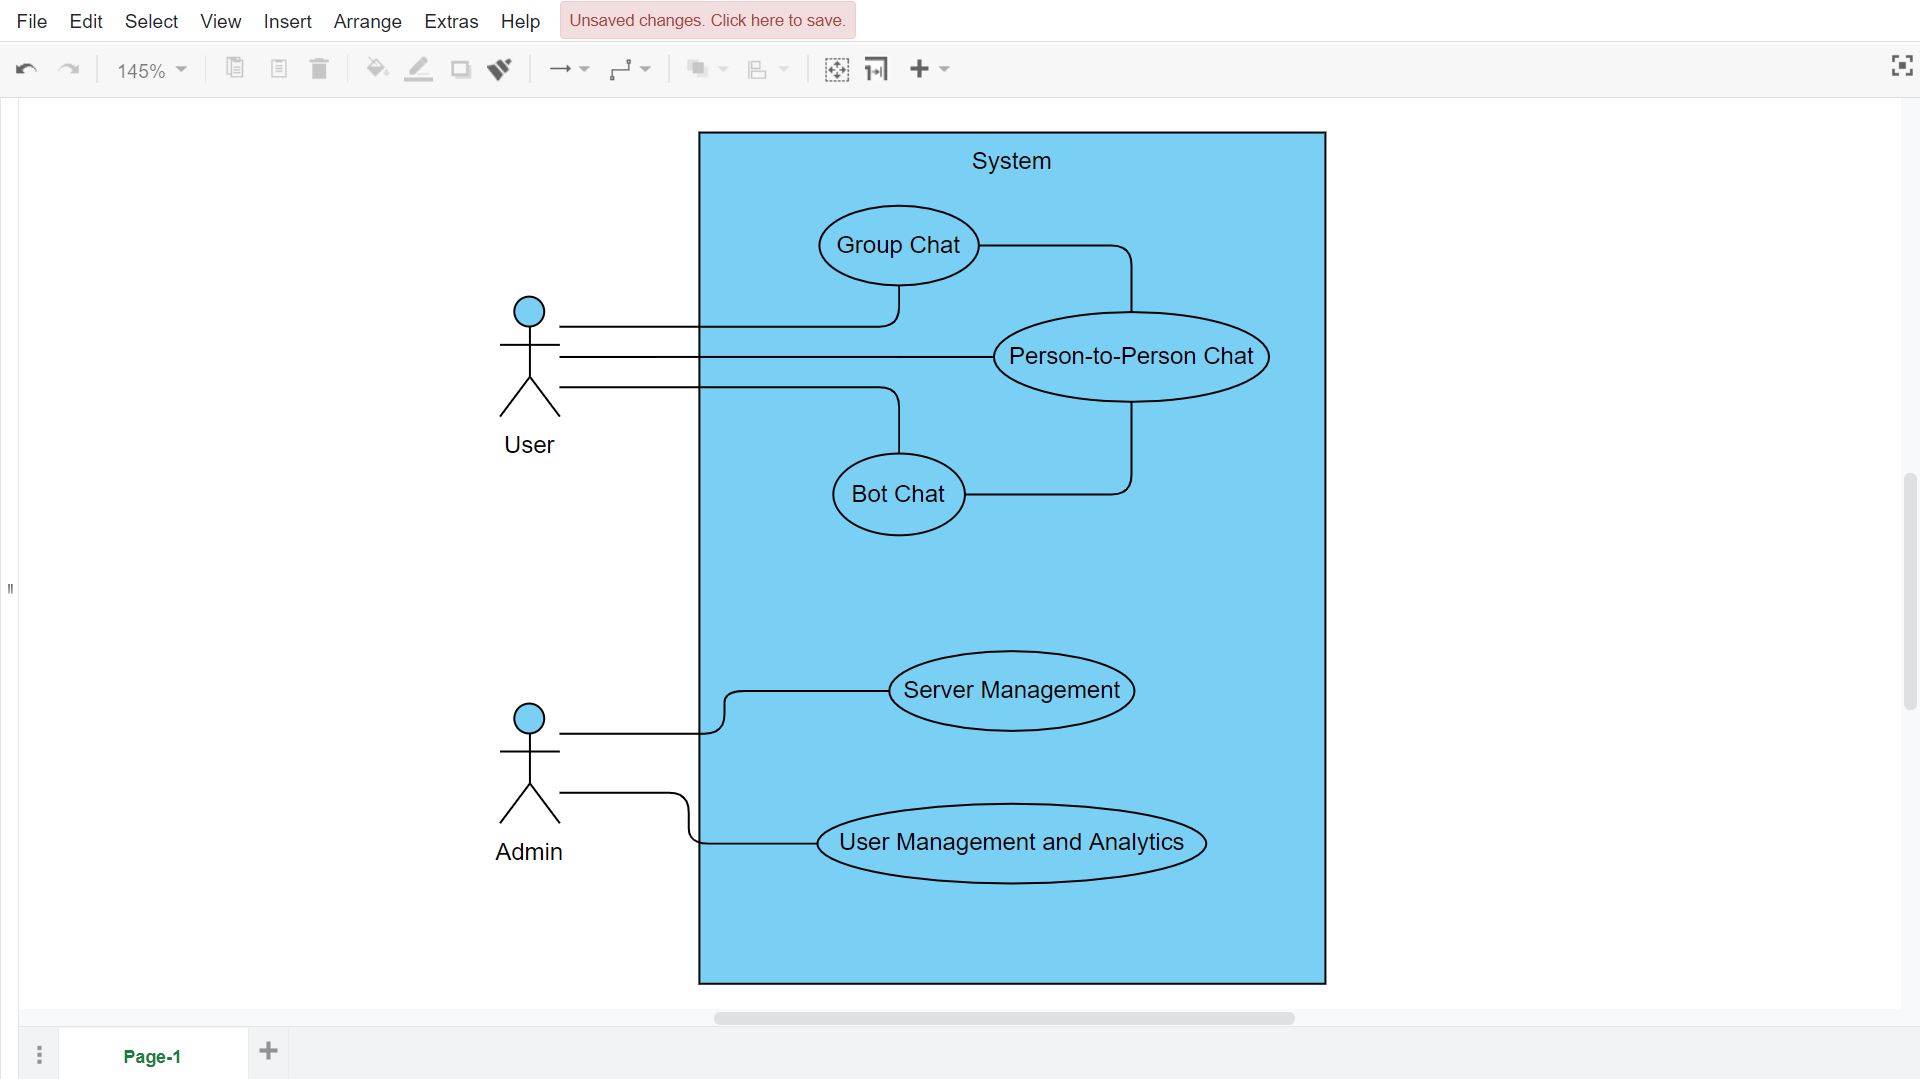 File Edit Select View Insert Arrange Extras Help Unsaved changes. Click here to save.
145%
System
Group Chat
Person-to-Person Chat
User
Bot Chat
Server Management
User Management and Analytics
Admin
Page-1